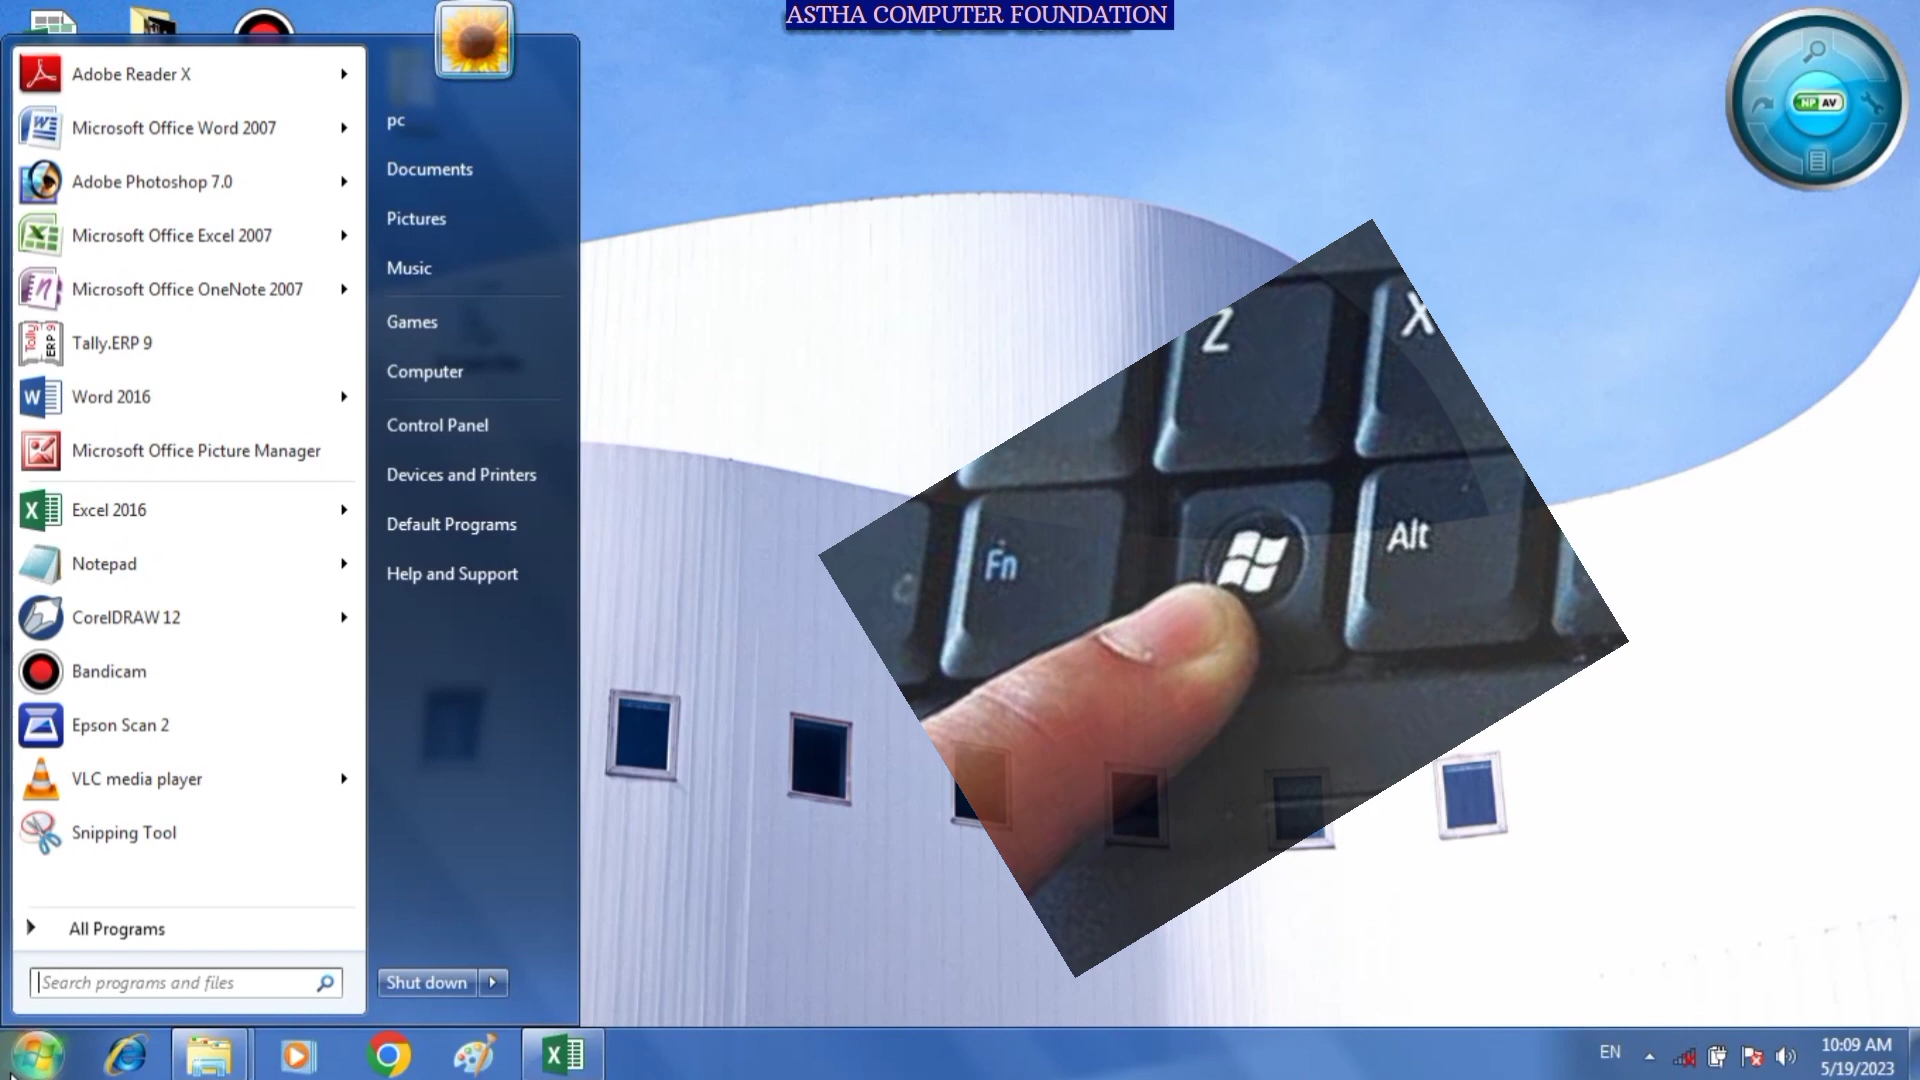 ASTHA COMPUTER FOUNDATION
NP AV
Adobe Reader X
Microsoft Office Word 2007
Adobe Photoshop 7.0
Microsoft Office Excel 2007
Microsoft Office OneNote 2007
Tally.ERP 9
Word 2016
Microsoft Office Picture Manager
Excel 2016
Notepad
CorelDRAW 12
Bandicam
Epson Scan 2
VLC media player
Snipping Tool
All Programs
Search programs and files
pc
Documents
Pictures
Music
Games
Computer
Control Panel
Devices and Printers
Default Programs
Help and Support
Shut down
Z
X
Fn
Alt
EN
10:09 AM
5/19/2023